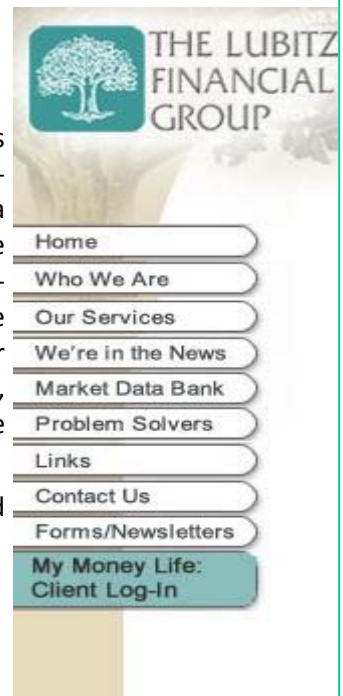 THE LUBITZ
FINANCIAL
GROUP
Home
Who We Are
Our Services
We're in the News
Market Data Bank
Problem Solvers
Links
Contact Us
Forms/Newsletters
My Money Life:
Client Log-In